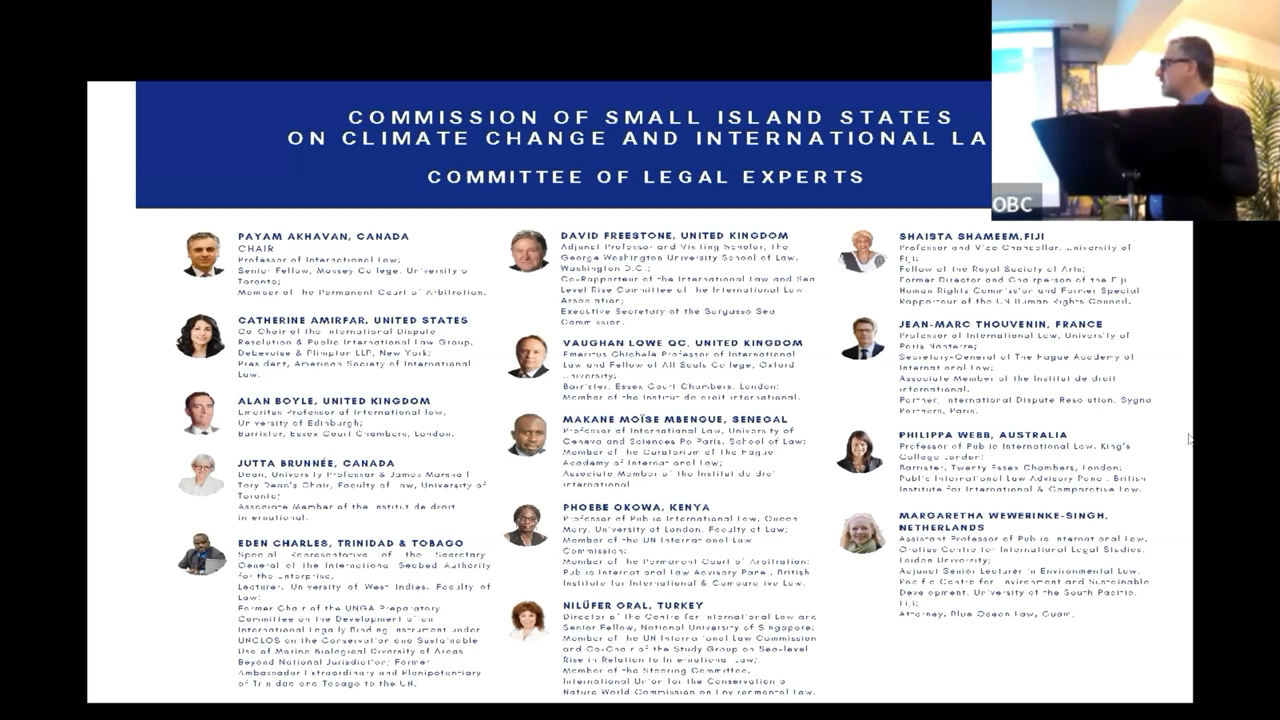 COMMISSION OF SMALL ISLAND STATES
ON CLIMATE CHANGE AND INTERNATIONAL LA
COMMITTEE OF LEGAL EXPERTS
OBC
PAYAM AKHAVAN, CANADA
CHAIR
Professor of International Law;
Senior Fellow, Massey College, University o
Toronto;
Member of the Permanent Court of Arbitration.
CATHERINE AMIRFAR, UNITED STATES
Co-Chair of the International Dispute
Resolution & Public International Law Group,
Debevoise & Plimpton LLP, New York;
President, American Society of International
Law.
ALAN BOYLE, UNITED KINGDOM
Emeritus Professor of International law,
University of Edinburgh;
Barrister, Essex Court Chambers, London.
JUTTA BRUNNÉE, CANADA
Dean, University Professor & James Marshall
Tory Dean's Chair, Faculty of Law, University of
Toronto;
Associate Member of the Institut de droit
international.
EDEN CHARLES, TRINIDAD & TOBAGO
Special Representative of the Secretary
General of the International Seabed Authority
for the Enterprise;
Lecturer, University of West Indies, Faculty of
Law;
Former Chair of the UNGA Preparatory
Committee on the Development of an
International Legally Binding Instrument under
UNCLOS on the Conservation and Sustainable
Use of Marine Biological Diversity of Areas
Beyond National Jurisdiction; Former
Ambassador Extraordinary and Plenipotentiary
of Trinidad and Tobago to the UN.
DAVID FREESTONE, UNITED KINGDOM
Adjunct Professor and Visiting Scholar, The
George Washington University School of Law,
Washington D.C.;
Co-Rapporteur of the International Law and Sea
Level Rise Committee of the International Law
Association;
Executive Secretary of the Sargasso Sea
Commission.
VAUGHAN LOWE QC, UNITED KINGDOM
Emeritus Chichele Professor of International
Law and Fellow of All Souls College, Oxford
University;
Barrister, Essex Court Chambers, London;
Member of the Institut de droit international.
MAKANE MOÏSE MBENGUE, SENEGAL
Professor of International Law, University of
Geneva and Sciences Po Paris, School of Law;
Member of the Curatorium of The Hague
Academy of International Law;
Associate Member of the Institut de droit
international
PHOEBE OKOWA, KENYA
Professor of Public International Law, Queen
Mary, University of London, Faculty of Law;
Member of the UN International Law
Commission;
Member of the Permanent Court of Arbitration;
Public International Law Advisory Panel, British
Institute for International & Comparative Law.
NILÜFER ORAL, TURKEY
Director of the Centre for International Law and
Senior Fellow, National University of Singapore;
Member of the UN International Law Commission
and Co-Chair of the Study Group on Sea-level
Rise in Relation to International Law;
Member of the Steering Committee,
International Union for the Conservation o
Nature World Commission on Environmental Law.
SHAISTA SHAMEEM,FIJI
Professor and Vice Chancellor, University of
Fiji;
Fellow of the Royal Society of Arts;
Former Director and Chairperson of the Fiji
Human Rights Commission and Former Special
Rapporteur of the UN Human Rights Council.
JEAN-MARC THOUVENIN, FRANCE
Professor of International Law, University of
Paris Nanterre;
Secretary-General of The Hague Academy of
International Law;
Associate Member of the Institut de droit
international.
Partner, International Dispute Resolution, Sygna
Partners, Paris.
PHILIPPA WEBB, AUSTRALIA
Professor of Public International Law, King's
College London;
Barrister, Twenty Essex Chambers, London;
Public International Law Advisory Panel, British
Institute for International & Comparative Law.
MARGARETHA WEWERINKE-SINGH,
NETHERLANDS
Assistant Professor of Public International Law,
Grotius Centre for International Legal Studies,
Leiden University;
Adjunct Senior Lecturer in Environmental Law,
Pacific Centre for Environment and Sustainable
Development, University of the South Pacific,
Fiji;
Attorney, Blue Ocean Law, Guam.